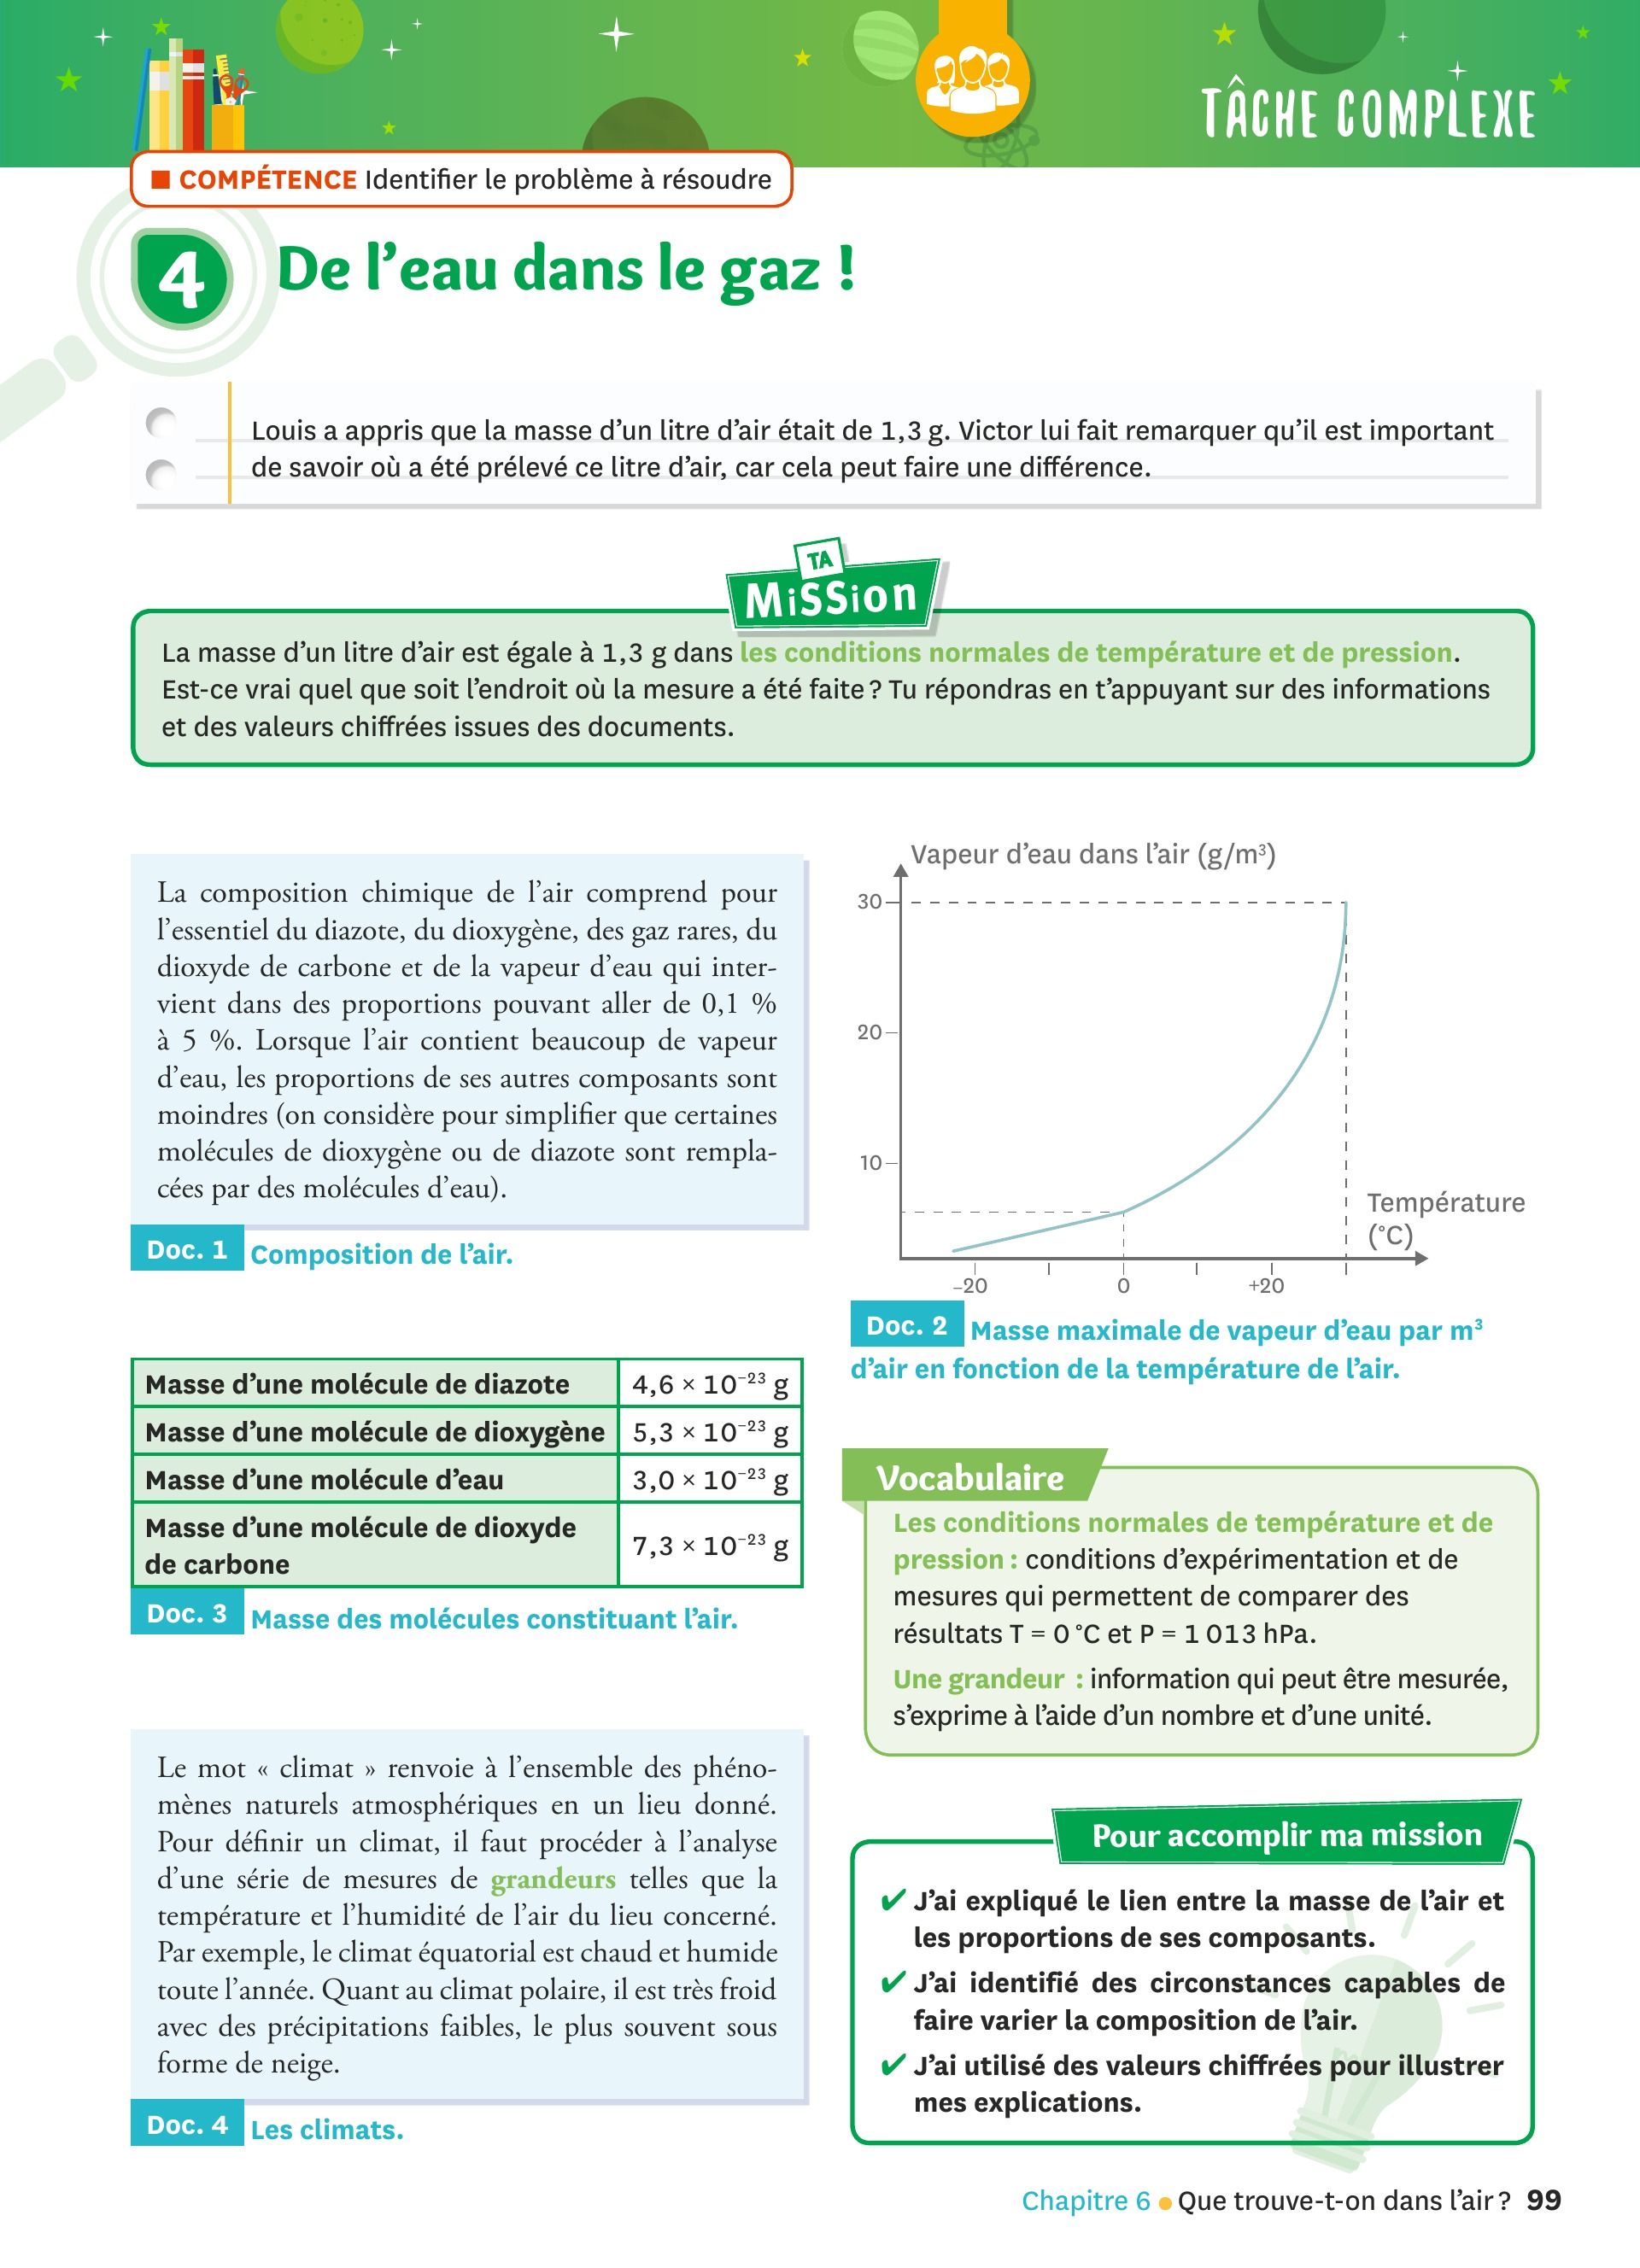 TÂCHE COMPLEXE
■ COMPÉTENCE Identifier le problème à résoudre
4 De l’eau dans le gaz !
Louis a appris que la masse d’un litre d’air était de 1,3 g. Victor lui fait remarquer qu’il est important
de savoir où a été prélevé ce litre d’air, car cela peut faire une différence.
TA
MiSSion
La masse d’un litre d’air est égale à 1,3 g dans les conditions normales de température et de pression.
Est-ce vrai quel que soit l’endroit où la mesure a été faite ? Tu répondras en t’appuyant sur des informations
et des valeurs chiffrées issues des documents.
La composition chimique de l’air comprend pour
l’essentiel du diazote, du dioxygène, des gaz rares, du
dioxyde de carbone et de la vapeur d’eau qui inter-
vient dans des proportions pouvant aller de 0,1 %
à 5 %. Lorsque l’air contient beaucoup de vapeur
d’eau, les proportions de ses autres composants sont
moindres (on considère pour simplifier que certaines
molécules de dioxygène ou de diazote sont rempla-
cées par des molécules d’eau).
Doc. 1 Composition de l’air.
Vapeur d’eau dans l’air (g/m³)
30
20
10
Température
(°C)
–20 0 +20
Doc. 2 Masse maximale de vapeur d’eau par m³
d’air en fonction de la température de l’air.
Masse d’une molécule de diazote 4,6 × 10⁻²³ g
Masse d’une molécule de dioxygène 5,3 × 10⁻²³ g
Masse d’une molécule d’eau 3,0 × 10⁻²³ g
Masse d’une molécule de dioxyde
de carbone 7,3 × 10⁻²³ g
Doc. 3 Masse des molécules constituant l’air.
Vocabulaire
Les conditions normales de température et de
pression : conditions d’expérimentation et de
mesures qui permettent de comparer des
résultats T = 0 °C et P = 1 013 hPa.
Une grandeur : information qui peut être mesurée,
s’exprime à l’aide d’un nombre et d’une unité.
Le mot « climat » renvoie à l’ensemble des phéno-
mènes naturels atmosphériques en un lieu donné.
Pour définir un climat, il faut procéder à l’analyse
d’une série de mesures de grandeurs telles que la
température et l’humidité de l’air du lieu concerné.
Par exemple, le climat équatorial est chaud et humide
toute l’année. Quant au climat polaire, il est très froid
avec des précipitations faibles, le plus souvent sous
forme de neige.
Doc. 4 Les climats.
Pour accomplir ma mission
✔ J’ai expliqué le lien entre la masse de l’air et
les proportions de ses composants.
✔ J’ai identifié des circonstances capables de
faire varier la composition de l’air.
✔ J’ai utilisé des valeurs chiffrées pour illustrer
mes explications.
Chapitre 6 ● Que trouve-t-on dans l’air ? 99